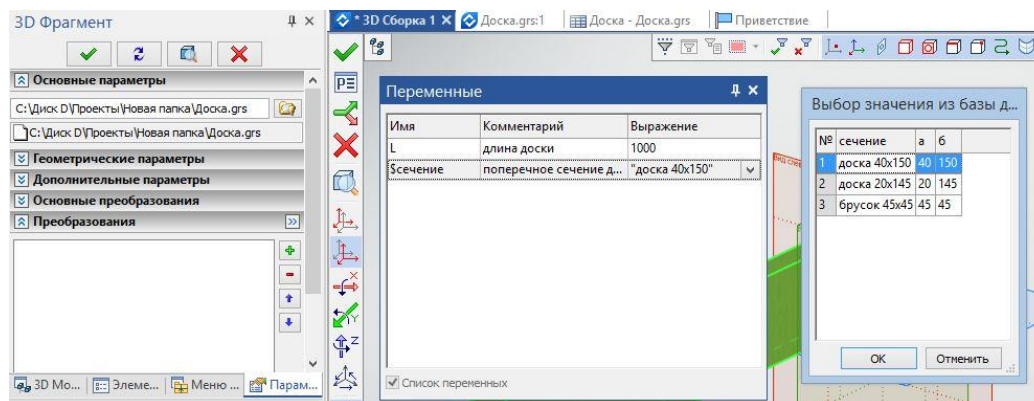 3D Фрагмент
Основные параметры
C:\Диск D\Проекты\Новая папка\Доска.grs
C:\Диск D\Проекты\Новая папка\Доска.grs
Геометрические параметры
Дополнительные параметры
Основные преобразования
Преобразования
3D Мо... Элеме... Меню ... Парам...
* 3D Сборка 1 Доска.grs:1 Доска - Доска.grs Приветствие
Переменные
Имя Комментарий Выражение
L длина доски 1000
$сечение поперечное сечение д... "доска 40x150"
Список переменных
Выбор значения из базы д...
№ сечение а б
1 доска 40x150 40 150
2 доска 20x145 20 145
3 брусок 45x45 45 45
ОК Отменить